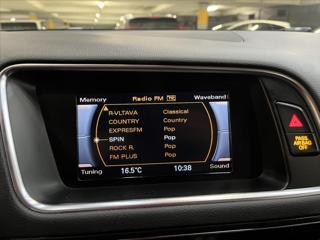 Memory Radio FM TP Waveband
R-VLTAVA Classical
COUNTRY Country
EXPRESFM Pop
SPIN Pop
ROCK R. Pop
FM PLUS Pop
Tuning 16.5°C 10:38 Sound
PASS
AIR BAG
OFF